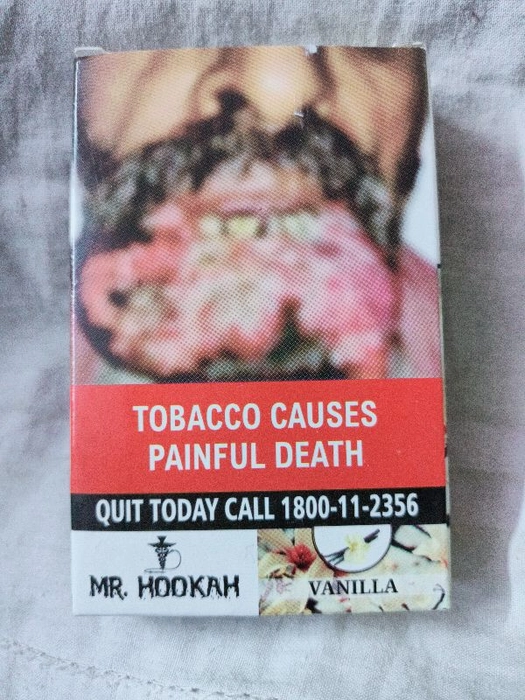 TOBACCO CAUSES
PAINFUL DEATH
QUIT TODAY CALL 1800-11-2356
MR. HOOKAH
VANILLA